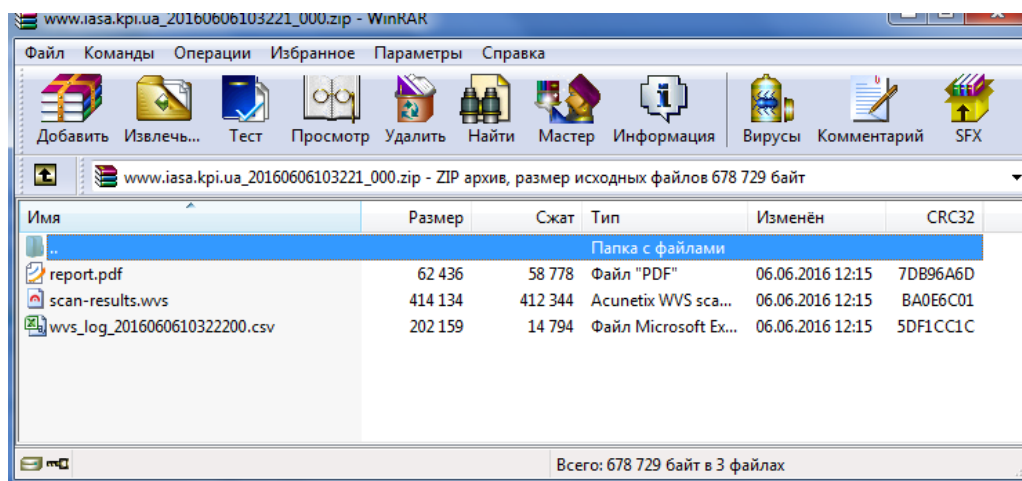 www.iasa.kpi.ua_20160606103221_000.zip - WinRAR
Файл Команды Операции Избранное Параметры Справка
Добавить Извлечь... Тест Просмотр Удалить Найти Мастер Информация Вирусы Комментарий SFX
www.iasa.kpi.ua_20160606103221_000.zip - ZIP архив, размер исходных файлов 678 729 байт
Имя Размер Сжат Тип Изменён CRC32
.. Папка с файлами
report.pdf 62 436 58 778 Файл "PDF" 06.06.2016 12:15 7DB96A6D
scan-results.wvs 414 134 412 344 Acunetix WVS sca... 06.06.2016 12:15 BA0E6C01
wvs_log_2016060610322200.csv 202 159 14 794 Файл Microsoft Ex... 06.06.2016 12:15 5DF1CC1C
Всего: 678 729 байт в 3 файлах